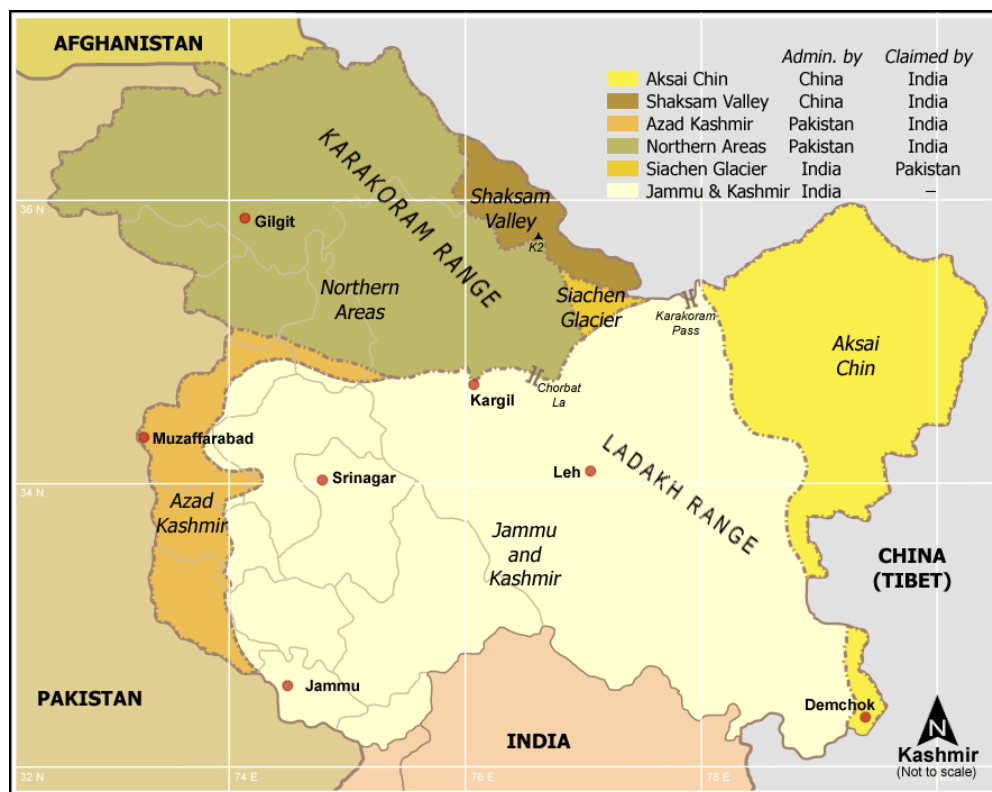 AFGHANISTAN
Admin. by Claimed by
Aksai Chin China India
Shaksam Valley China India
Azad Kashmir Pakistan India
Northern Areas Pakistan India
Siachen Glacier India Pakistan
Jammu & Kashmir India –
KARAKORAM RANGE
Shaksam
Valley
36 N
Gilgit
K2
Northern
Areas
Siachen
Glacier
Karakoram
Pass
Aksai
Chin
Kargil
Chorbat
La
Muzaffarabad
LADAKH RANGE
Leh
Srinagar
34 N
Azad
Kashmir
Jammu
and
Kashmir
CHINA
(TIBET)
Jammu
PAKISTAN
Demchok
INDIA
N
Kashmir
(Not to scale)
32 N
74 E
76 E
78 E
80 E